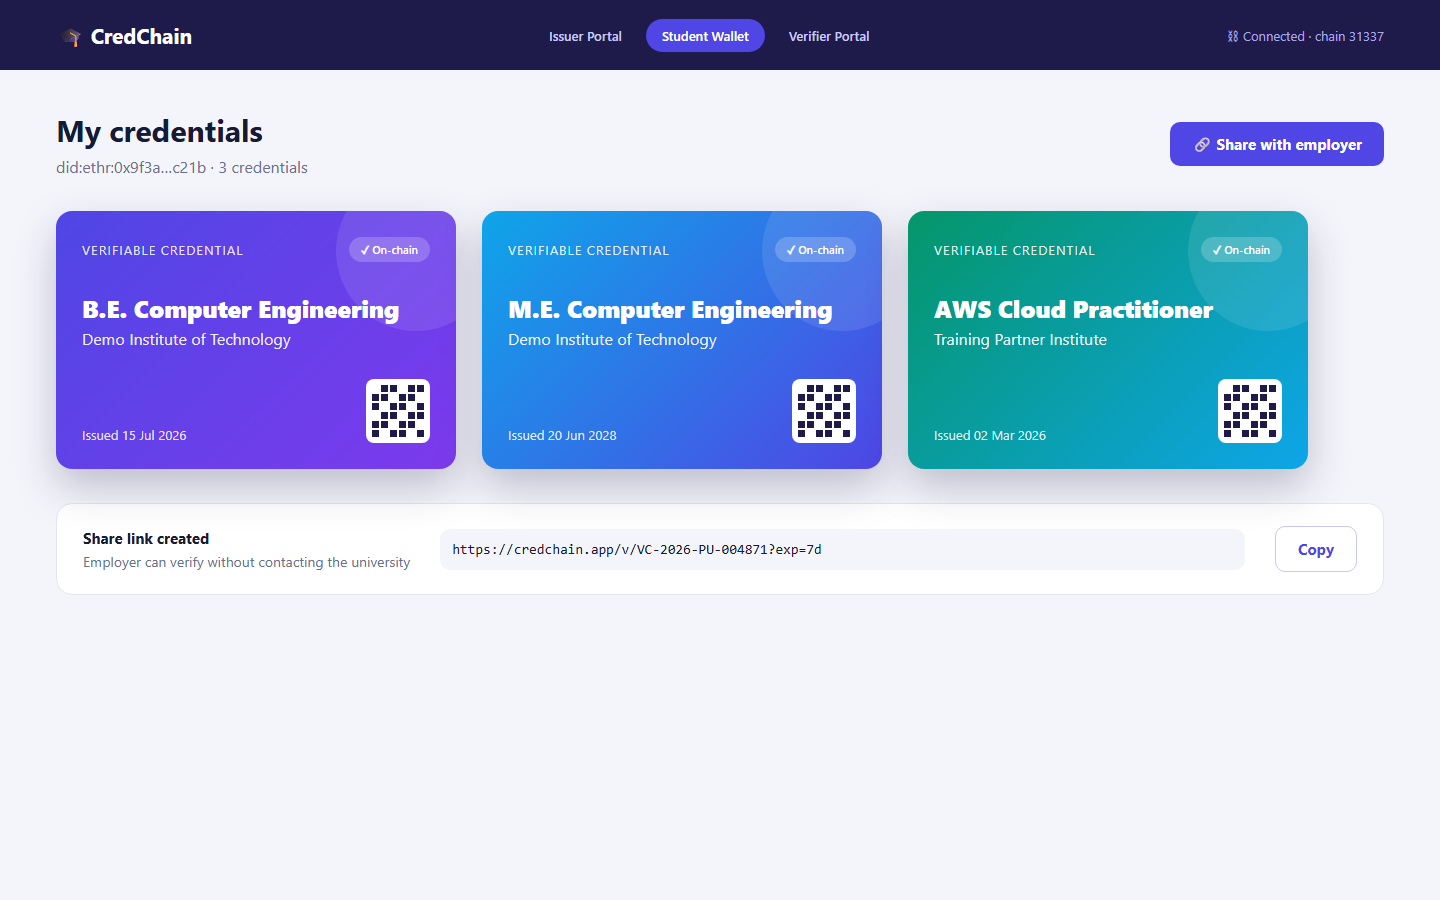 🎓 CredChain
Issuer Portal
Student Wallet
Verifier Portal
⛓ Connected · chain 31337
My credentials
did:ethr:0x9f3a...c21b · 3 credentials
🔗 Share with employer
VERIFIABLE CREDENTIAL
✓ On-chain
B.E. Computer Engineering
Demo Institute of Technology
Issued 15 Jul 2026
VERIFIABLE CREDENTIAL
✓ On-chain
M.E. Computer Engineering
Demo Institute of Technology
Issued 20 Jun 2028
VERIFIABLE CREDENTIAL
✓ On-chain
AWS Cloud Practitioner
Training Partner Institute
Issued 02 Mar 2026
Share link created
Employer can verify without contacting the university
https://credchain.app/v/VC-2026-PU-004871?exp=7d
Copy